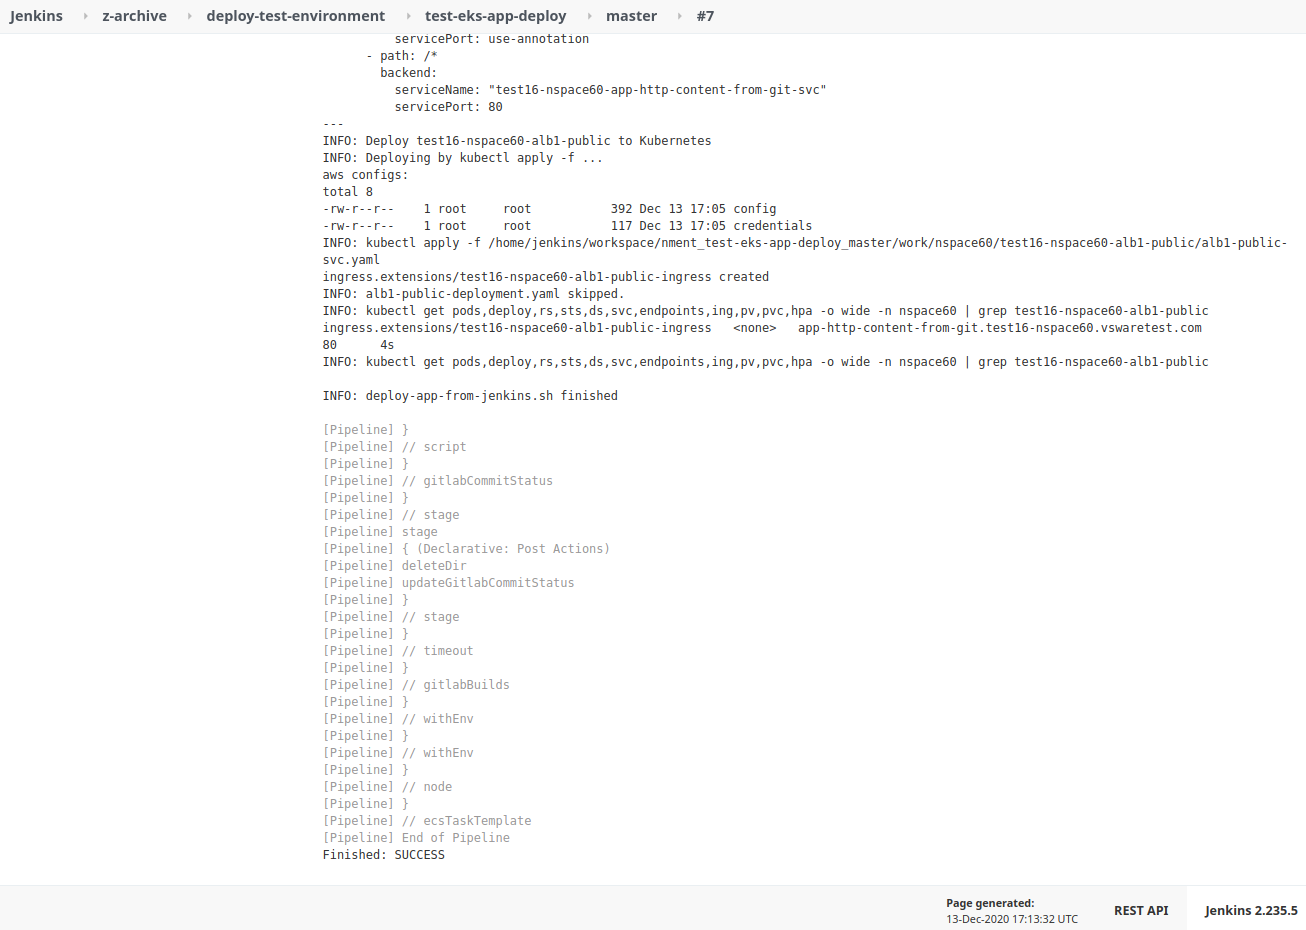 Jenkins › z-archive › deploy-test-environment › test-eks-app-deploy › master › #7
          servicePort: use-annotation
      - path: /*
        backend:
          serviceName: "test16-nspace60-app-http-content-from-git-svc"
          servicePort: 80
---
INFO: Deploy test16-nspace60-alb1-public to Kubernetes
INFO: Deploying by kubectl apply -f ...
aws configs:
total 8
-rw-r--r--    1 root     root           392 Dec 13 17:05 config
-rw-r--r--    1 root     root           117 Dec 13 17:05 credentials
INFO: kubectl apply -f /home/jenkins/workspace/nment_test-eks-app-deploy_master/work/nspace60/test16-nspace60-alb1-public/alb1-public-
svc.yaml
ingress.extensions/test16-nspace60-alb1-public-ingress created
INFO: alb1-public-deployment.yaml skipped.
INFO: kubectl get pods,deploy,rs,sts,ds,svc,endpoints,ing,pv,pvc,hpa -o wide -n nspace60 | grep test16-nspace60-alb1-public
ingress.extensions/test16-nspace60-alb1-public-ingress   <none>   app-http-content-from-git.test16-nspace60.vswaretest.com
80      4s
INFO: kubectl get pods,deploy,rs,sts,ds,svc,endpoints,ing,pv,pvc,hpa -o wide -n nspace60 | grep test16-nspace60-alb1-public

INFO: deploy-app-from-jenkins.sh finished

[Pipeline] }
[Pipeline] // script
[Pipeline] }
[Pipeline] // gitlabCommitStatus
[Pipeline] }
[Pipeline] // stage
[Pipeline] stage
[Pipeline] { (Declarative: Post Actions)
[Pipeline] deleteDir
[Pipeline] updateGitlabCommitStatus
[Pipeline] }
[Pipeline] // stage
[Pipeline] }
[Pipeline] // timeout
[Pipeline] }
[Pipeline] // gitlabBuilds
[Pipeline] }
[Pipeline] // withEnv
[Pipeline] }
[Pipeline] // withEnv
[Pipeline] }
[Pipeline] // node
[Pipeline] }
[Pipeline] // ecsTaskTemplate
[Pipeline] End of Pipeline
Finished: SUCCESS
Page generated:
13-Dec-2020 17:13:32 UTC
REST API
Jenkins 2.235.5